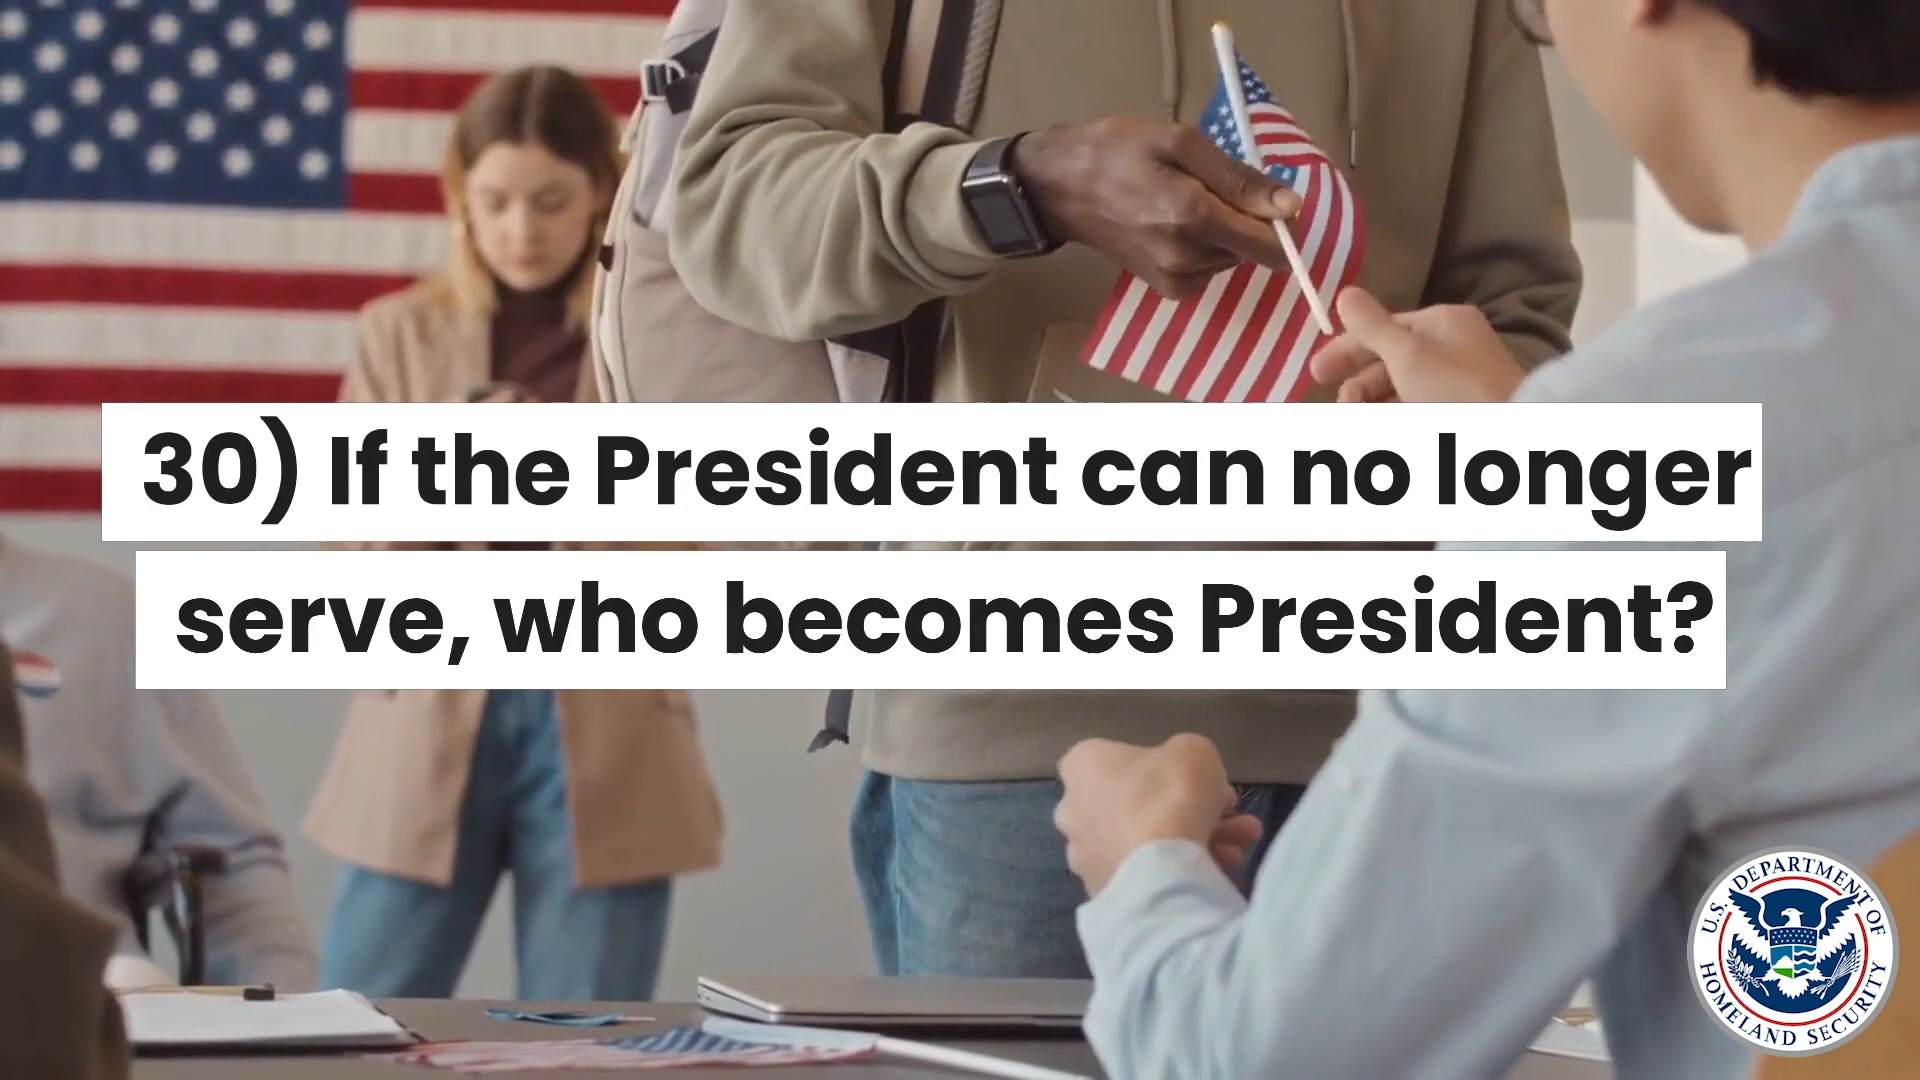 30) If the President can no longer
serve, who becomes President?
U.S. DEPARTMENT OF
HOMELAND SECURITY